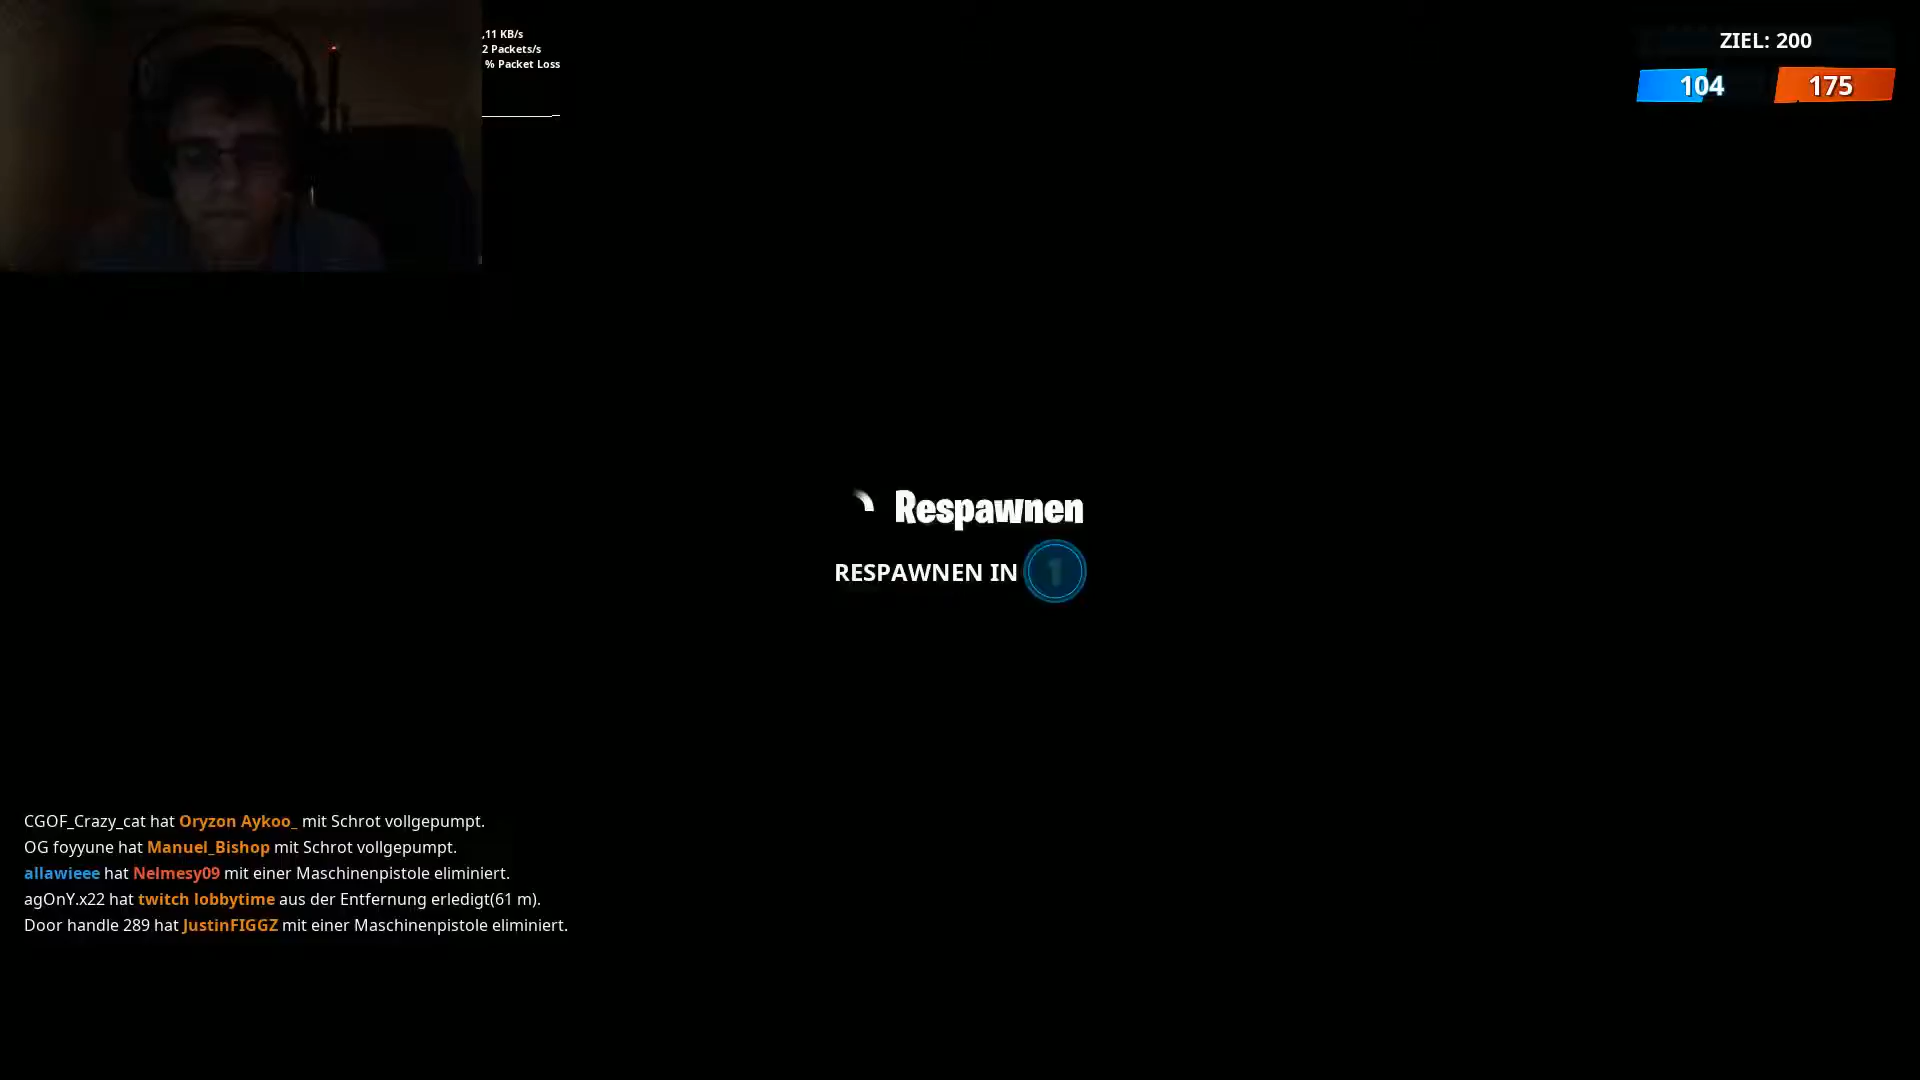 ,11 KB/s
2 Packets/s
% Packet Loss
ZIEL: 200
104 175
Respawnen
RESPAWNEN IN 1
CGOF_Crazy_cat hat Oryzon Aykoo_ mit Schrot vollgepumpt.
OG foyyune hat Manuel_Bishop mit Schrot vollgepumpt.
allawieee hat Nelmesy09 mit einer Maschinenpistole eliminiert.
agOnY.x22 hat twitch lobbytime aus der Entfernung erledigt(61 m).
Door handle 289 hat JustinFIGGZ mit einer Maschinenpistole eliminiert.